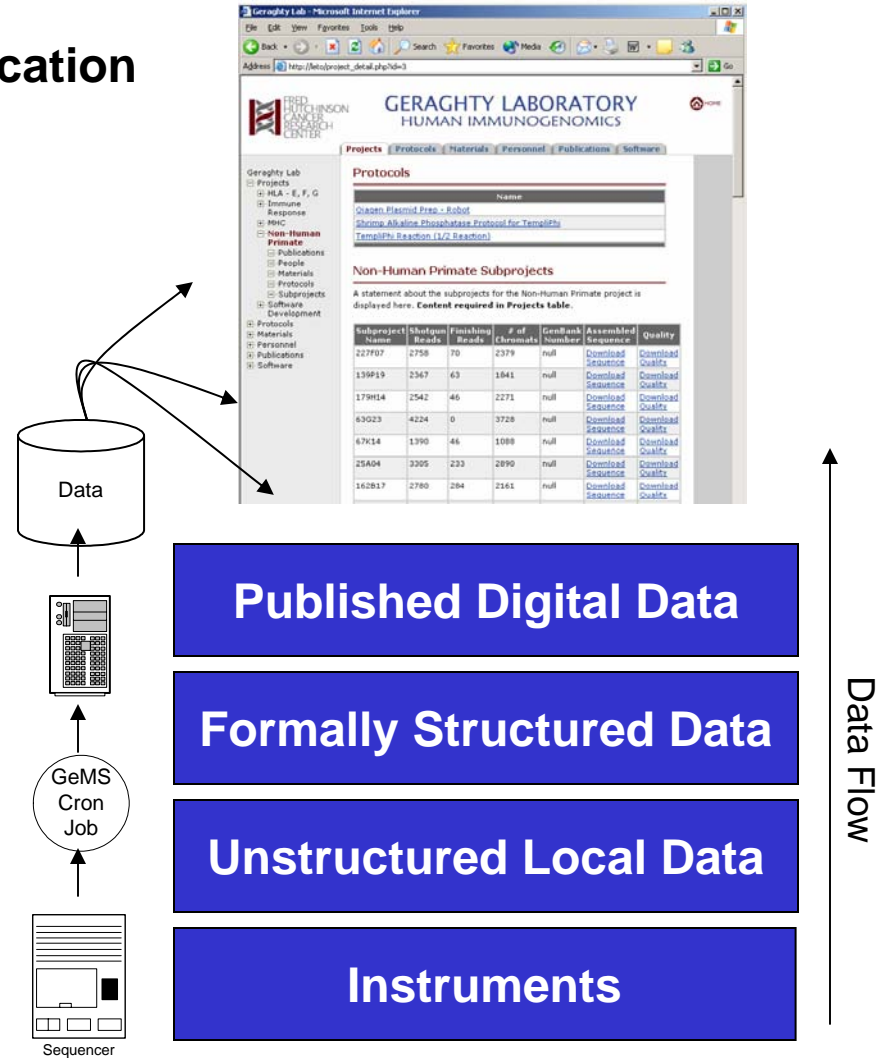 cation
Geraghty Lab - Microsoft Internet Explorer
File Edit View Favorites Tools Help
Back Search Favorites Media
Address http://leto/project_detail.php?id=3 Go
FRED
HUTCHINSON
CANCER
RESEARCH
CENTER
GERAGHTY LABORATORY
HUMAN IMMUNOGENOMICS
HOME
Projects Protocols Materials Personnel Publications Software
Geraghty Lab
Projects
HLA - E, F, G
Immune
Response
MHC
Non-Human
Primate
Publications
People
Materials
Protocols
Subprojects
Software
Development
Protocols
Materials
Personnel
Publications
Software
Protocols
Name
Qiagen Plasmid Prep - Robot
Shrimp Alkaline Phosphatase Protocol for TempliPhi
TempliPhi Reaction (1/2 Reaction)
Non-Human Primate Subprojects
A statement about the subprojects for the Non-Human Primate project is
displayed here. Content required in Projects table.
Subproject Name Shotgun Reads Finishing Reads # of Chromats GenBank Number Assembled Sequence Quality
227F07 2758 70 2379 null Download Sequence Download Quality
139P19 2367 63 1841 null Download Sequence Download Quality
179H14 2542 46 2271 null Download Sequence Download Quality
63G23 4224 0 3728 null Download Sequence Download Quality
67K14 1390 46 1088 null Download Sequence Download Quality
25A04 3305 233 2890 null Download Sequence Download Quality
162B17 2780 284 2161 null Download Sequence Download Quality
Data
GeMS
Cron
Job
Sequencer
Published Digital Data
Formally Structured Data
Unstructured Local Data
Instruments
Data Flow